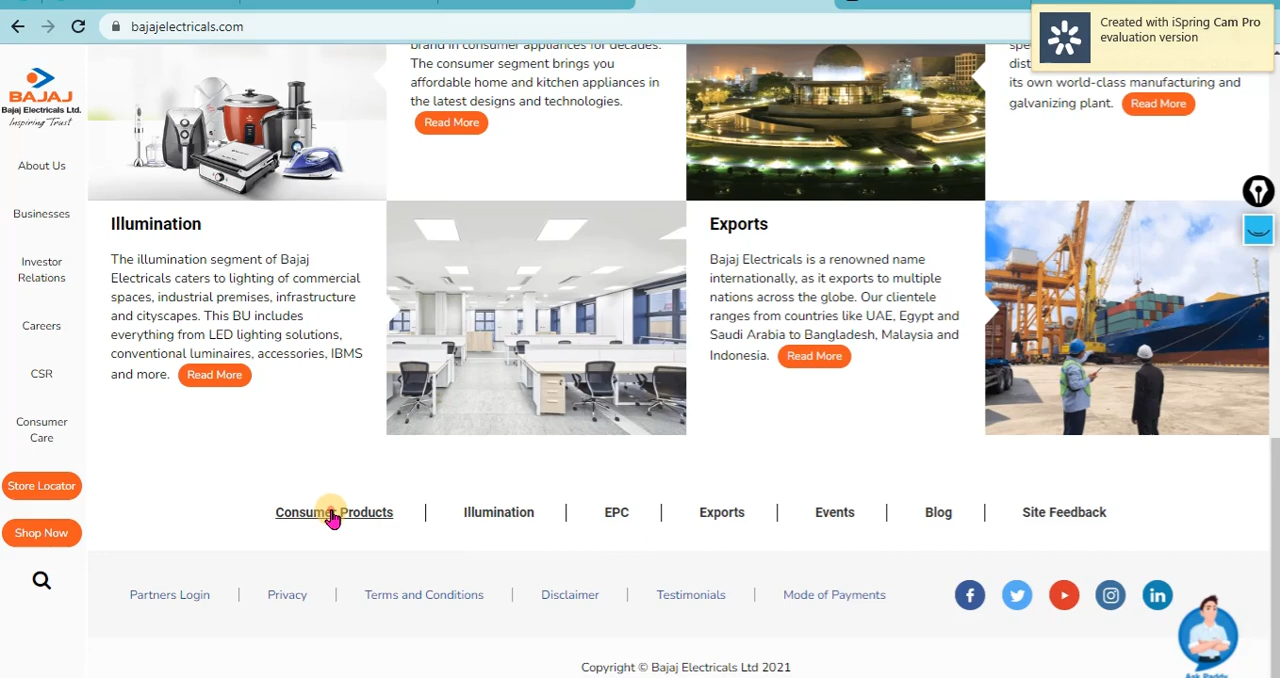 bajajelectricals.com
Created with iSpring Cam Pro
evaluation version
BAJAJ
Bajaj Electricals Ltd.
Inspiring Trust
About Us
Businesses
Investor
Relations
Careers
CSR
Consumer
Care
Store Locator
Shop Now
brand in consumer appliances for decades.
The consumer segment brings you
affordable home and kitchen appliances in
the latest designs and technologies.
Read More
its own world-class manufacturing and
galvanizing plant. Read More
Illumination
The illumination segment of Bajaj
Electricals caters to lighting of commercial
spaces, industrial premises, infrastructure
and cityscapes. This BU includes
everything from LED lighting solutions,
conventional luminaires, accessories, IBMS
and more. Read More
Exports
Bajaj Electricals is a renowned name
internationally, as it exports to multiple
nations across the globe. Our clientele
ranges from countries like UAE, Egypt and
Saudi Arabia to Bangladesh, Malaysia and
Indonesia. Read More
Consumer Products | Illumination | EPC | Exports | Events | Blog | Site Feedback
Partners Login | Privacy | Terms and Conditions | Disclaimer | Testimonials | Mode of Payments
Copyright © Bajaj Electricals Ltd 2021
Ask Paddy